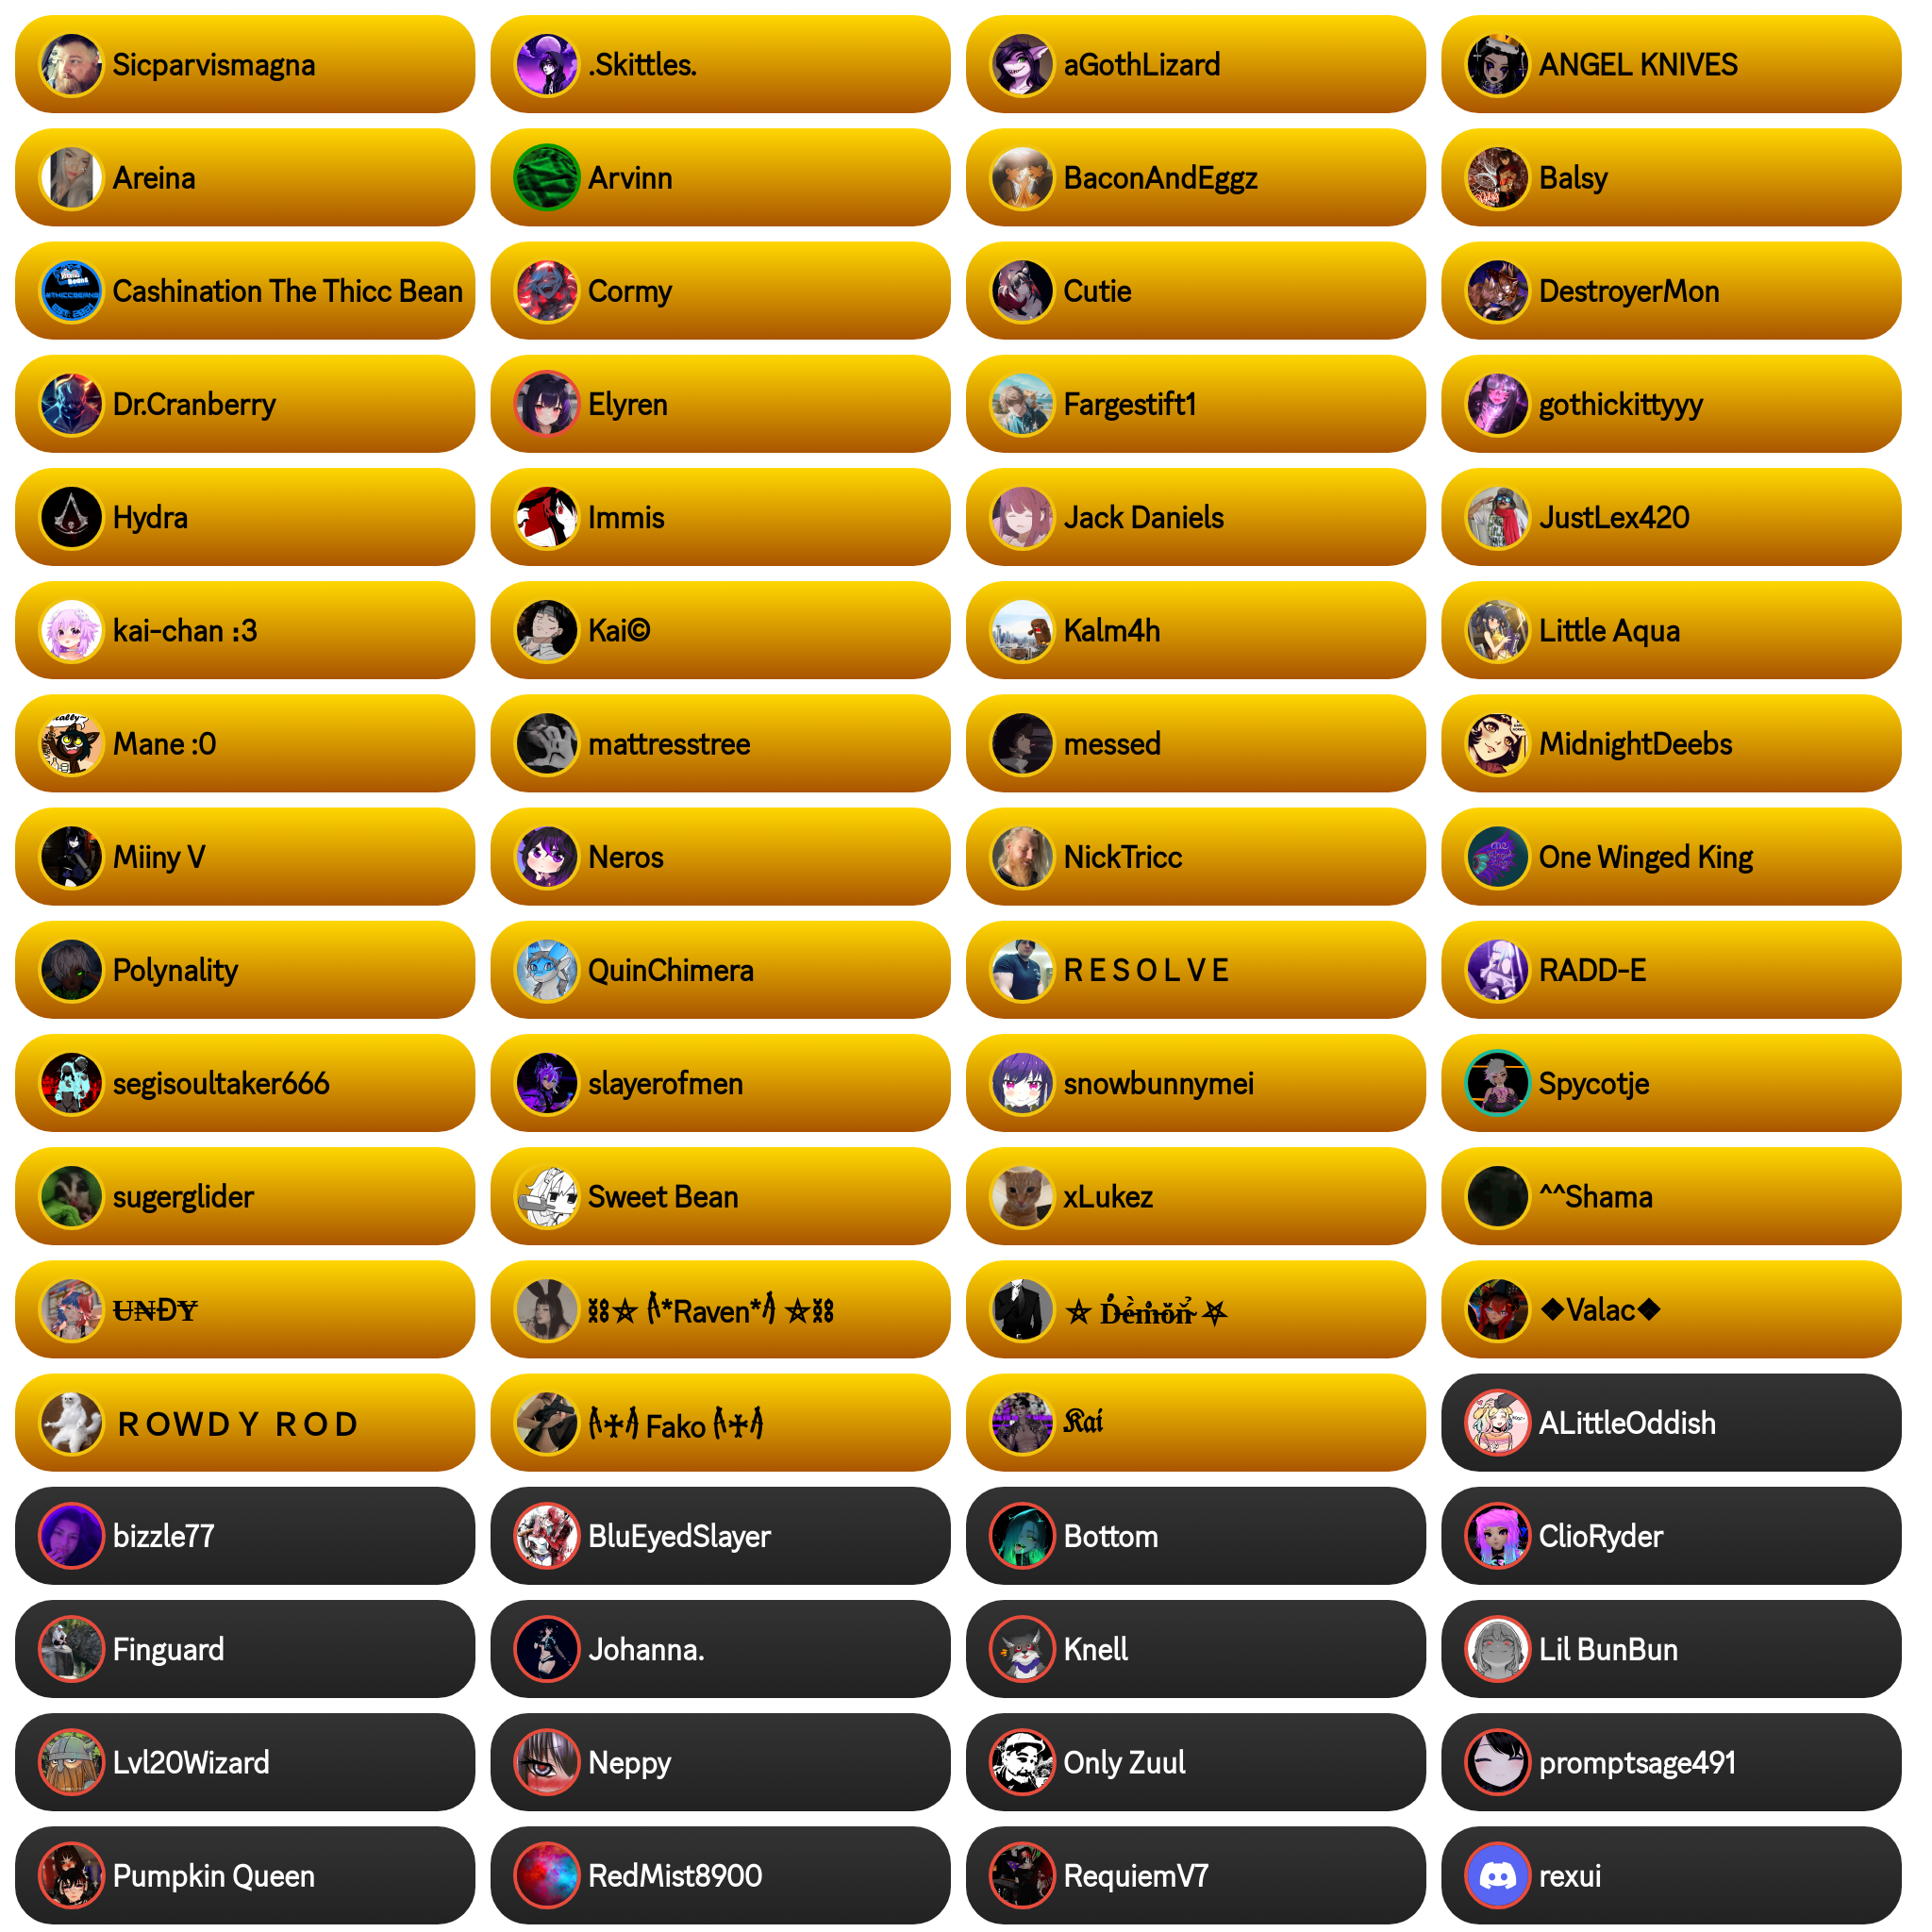 Sicparvismagna
.Skittles.
aGothLizard
ANGEL KNIVES
Areina
Arvinn
BaconAndEggz
Balsy
Cashination The Thicc Bean
Cormy
Cutie
DestroyerMon
Dr.Cranberry
Elyren
Fargestift1
gothickittyyy
Hydra
Immis
Jack Daniels
JustLex420
kai-chan :3
Kai©
Kalm4h
Little Aqua
Mane :0
mattresstree
messed
MidnightDeebs
Miiny V
Neros
NickTricc
One Winged King
Polynality
QuinChimera
R E S O L V E
RADD-E
segisoultaker666
slayerofmen
snowbunnymei
Spycotje
sugerglider
Sweet Bean
xLukez
^^Shama
U̶N̶ĐY̶
⛓⛤ 𓆩*Raven*𓆪 ⛤⛓
⛤ D̶e̶m̶o̶n̶ ⛧
◆Valac◆
R O W D Y R O D
𓆩♱𓆪 Fako 𓆩♱𓆪
𝕶𝖆𝖎
ALittleOddish
bizzle77
BluEyedSlayer
Bottom
ClioRyder
Finguard
Johanna.
Knell
Lil BunBun
Lvl20Wizard
Neppy
Only Zuul
promptsage491
Pumpkin Queen
RedMist8900
RequiemV7
rexui